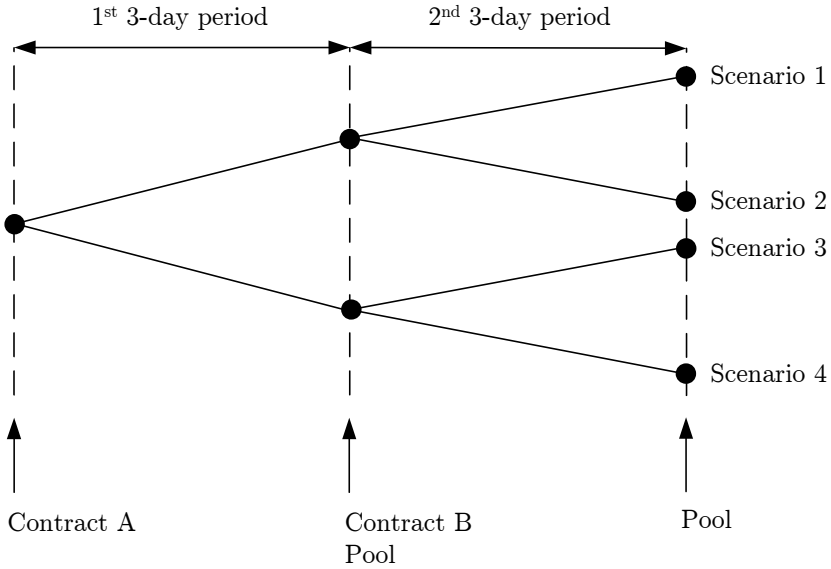 1st 3-day period
2nd 3-day period
Scenario 1
Scenario 2
Scenario 3
Scenario 4
Contract A
Contract B
Pool
Pool